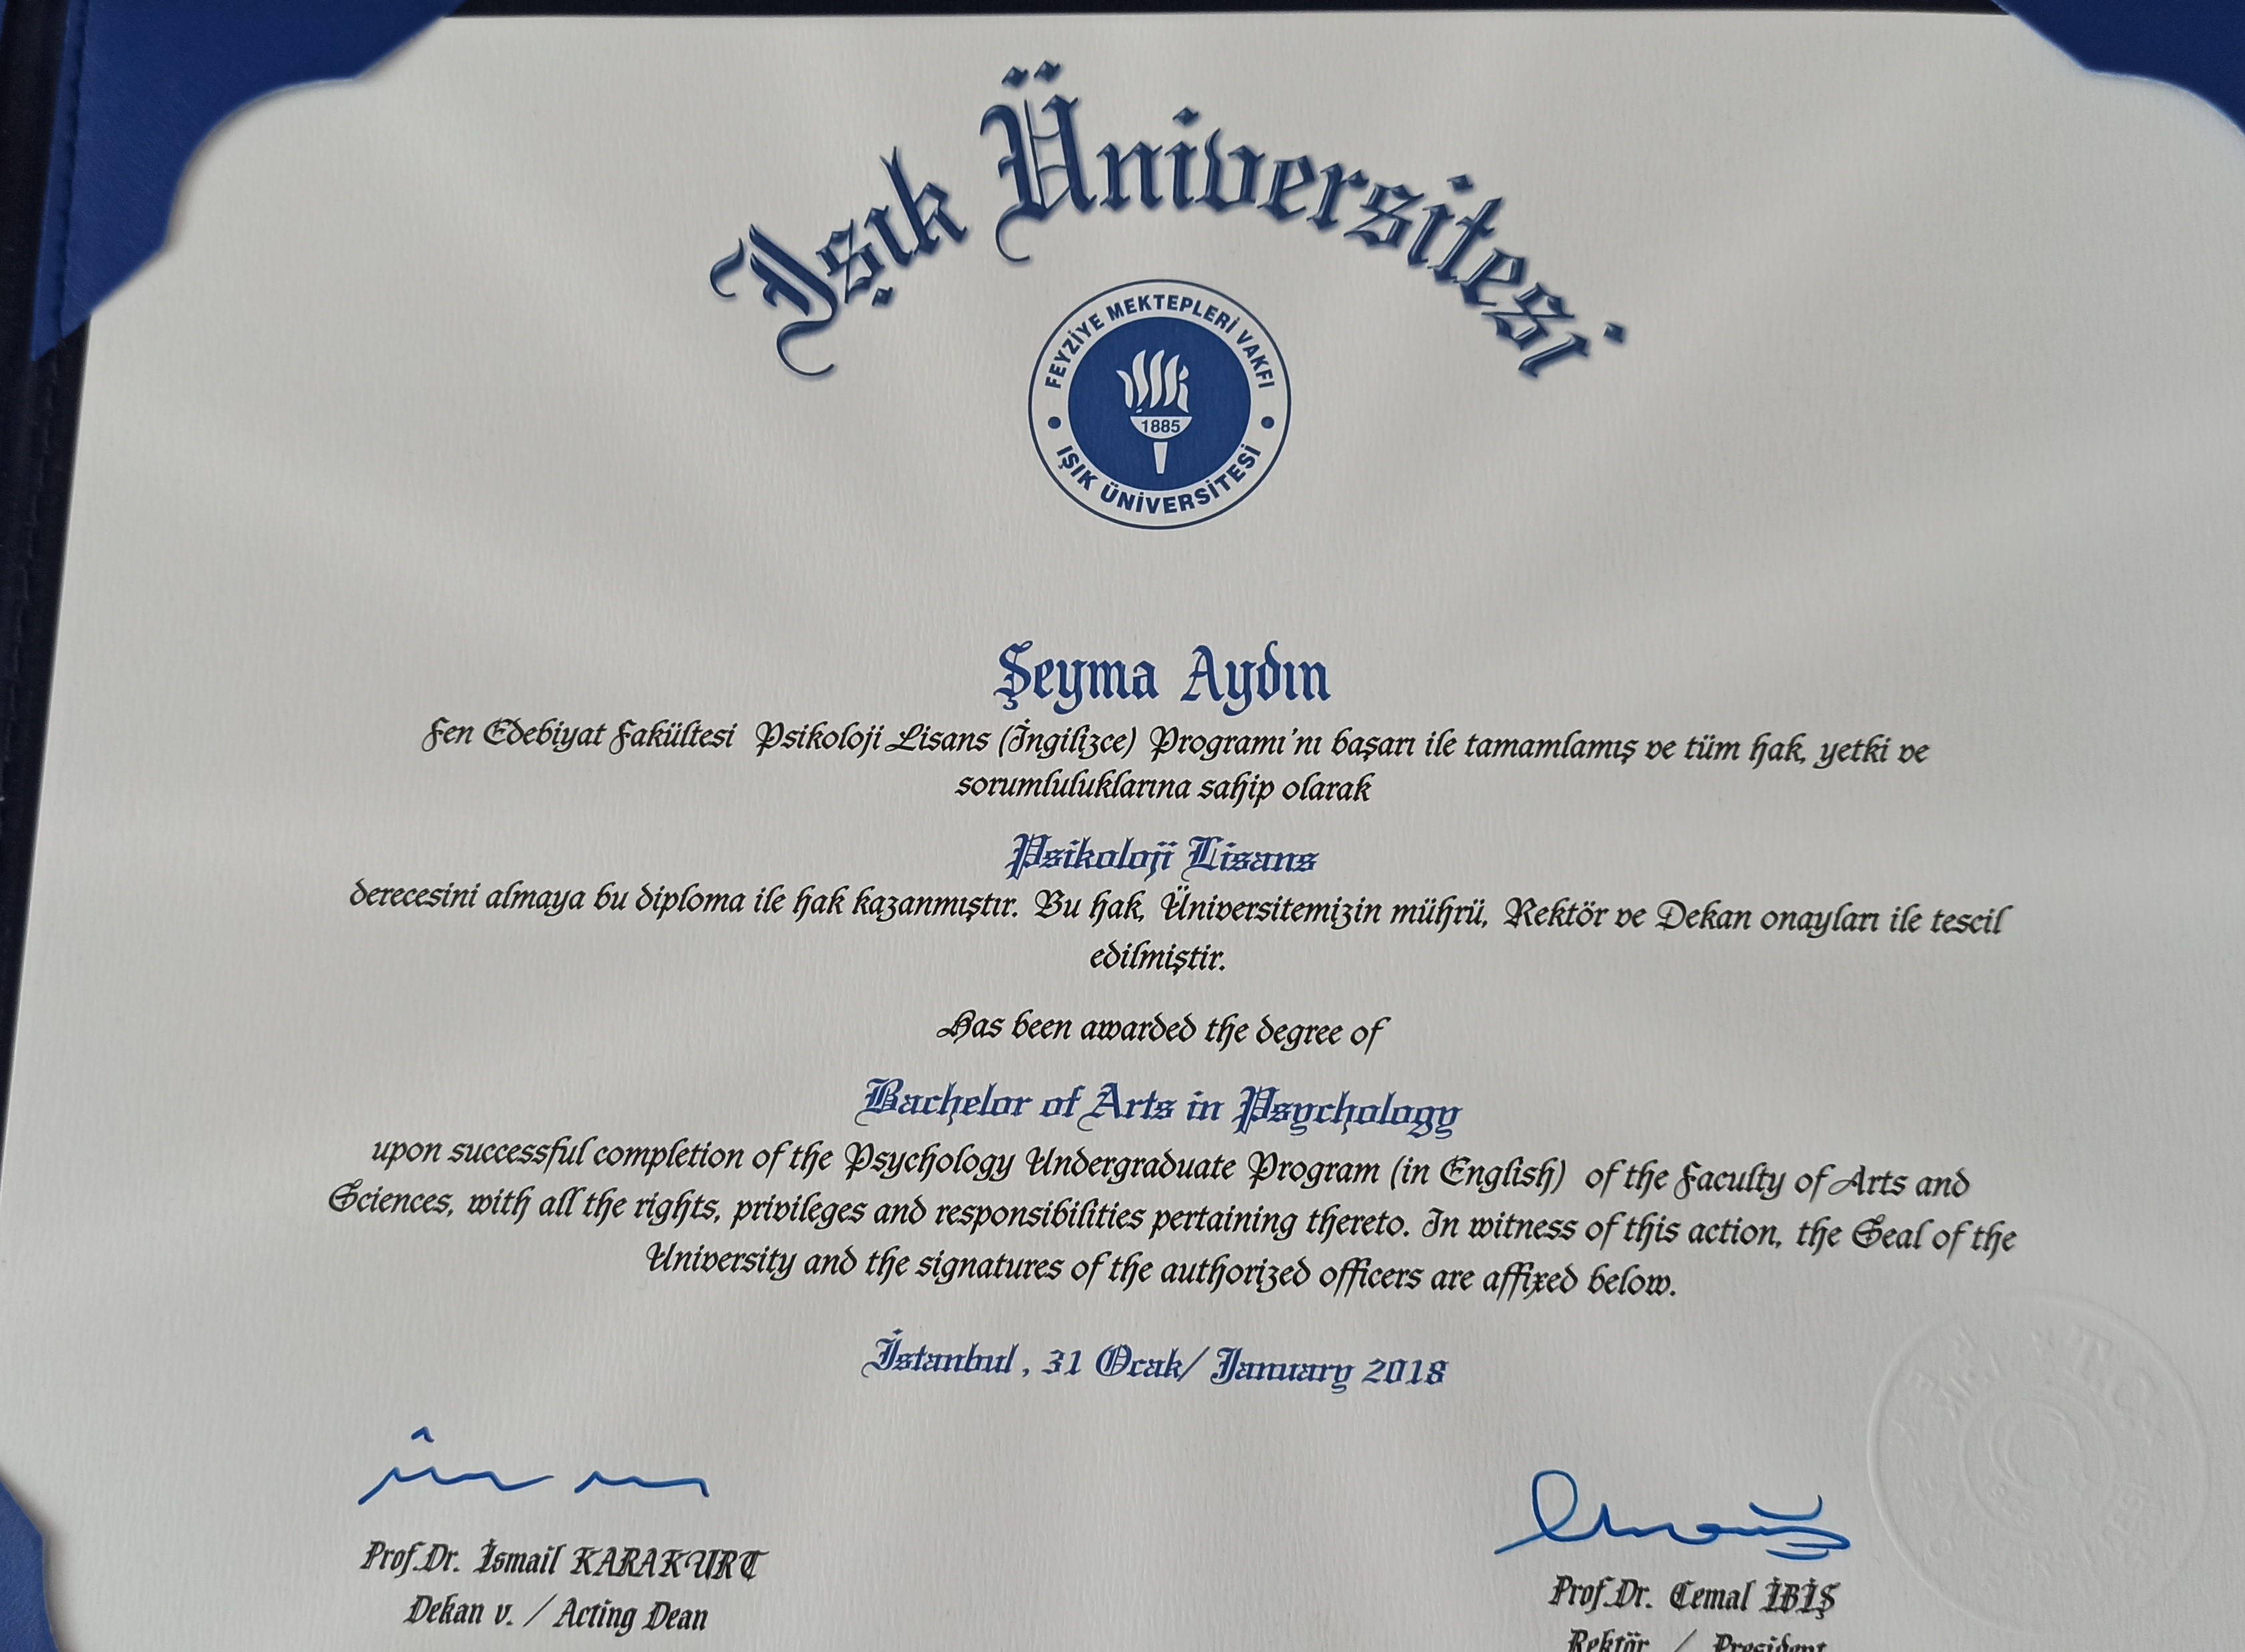 Işık Üniversitesi
FEYZİYE MEKTEPLERİ VAKFI
1885
IŞIK ÜNİVERSİTESİ
Şeyma Aydın
Fen Edebiyat Fakültesi Psikoloji Lisans (İngilizce) Programı'nı başarı ile tamamlamış ve tüm hak, yetki ve
sorumluluklarına sahip olarak
Psikoloji Lisans
derecesini almaya bu diploma ile hak kazanmıştır. Bu hak, Üniversitemizin mührü, Rektör ve Dekan onayları ile tescil
edilmiştir.
Has been awarded the degree of
Bachelor of Arts in Psychology
upon successful completion of the Psychology Undergraduate Program (in English) of the Faculty of Arts and
Sciences, with all the rights, privileges and responsibilities pertaining thereto. In witness of this action, the Seal of the
University and the signatures of the authorized officers are affixed below.
İstanbul , 31 Ocak/ January 2018
Prof.Dr. İsmail KARAKURT
Dekan v. / Acting Dean
Prof.Dr. Cemal İBİŞ
Rektör / President